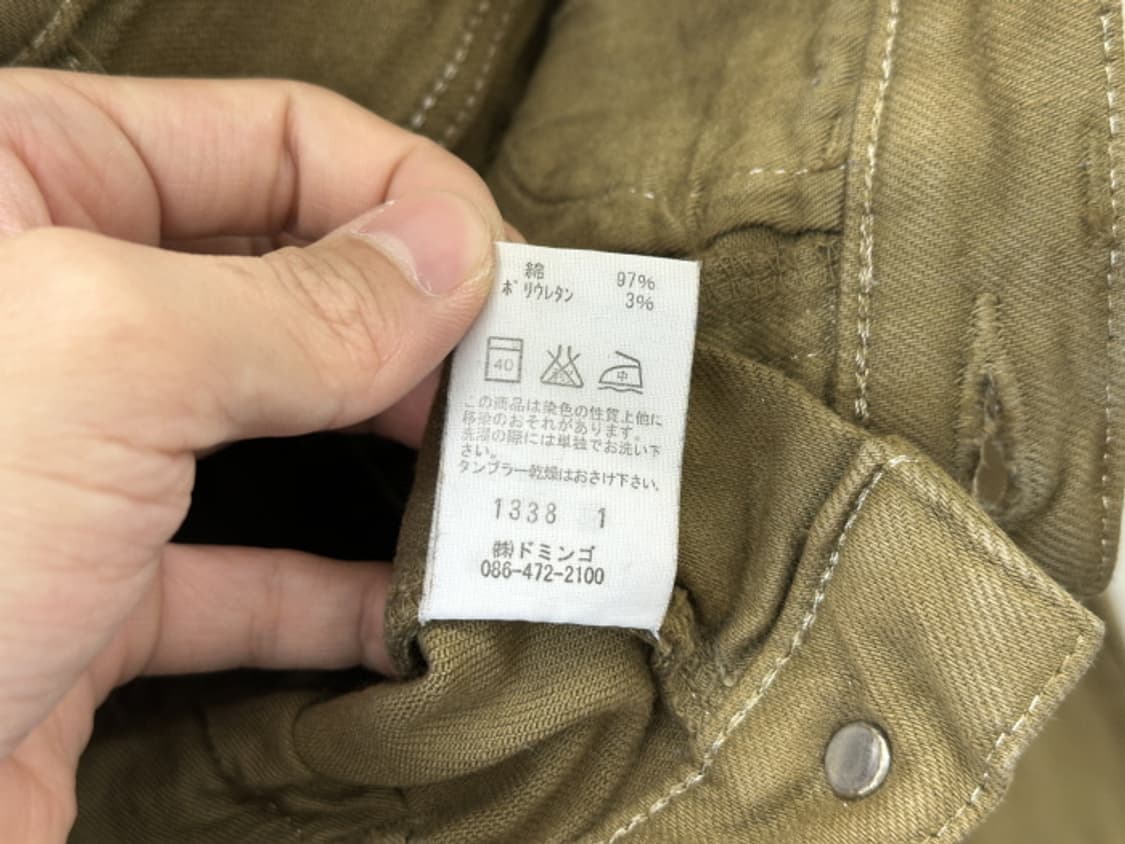 綿 97%
ポリウレタン 3%
40
中
この商品は染色の性質上他に
移染のおそれがあります。
洗濯の際には単独でお洗い下
さい。
タンブラー乾燥はおさけ下さい。
1338 1
㈱ドミンゴ
086-472-2100